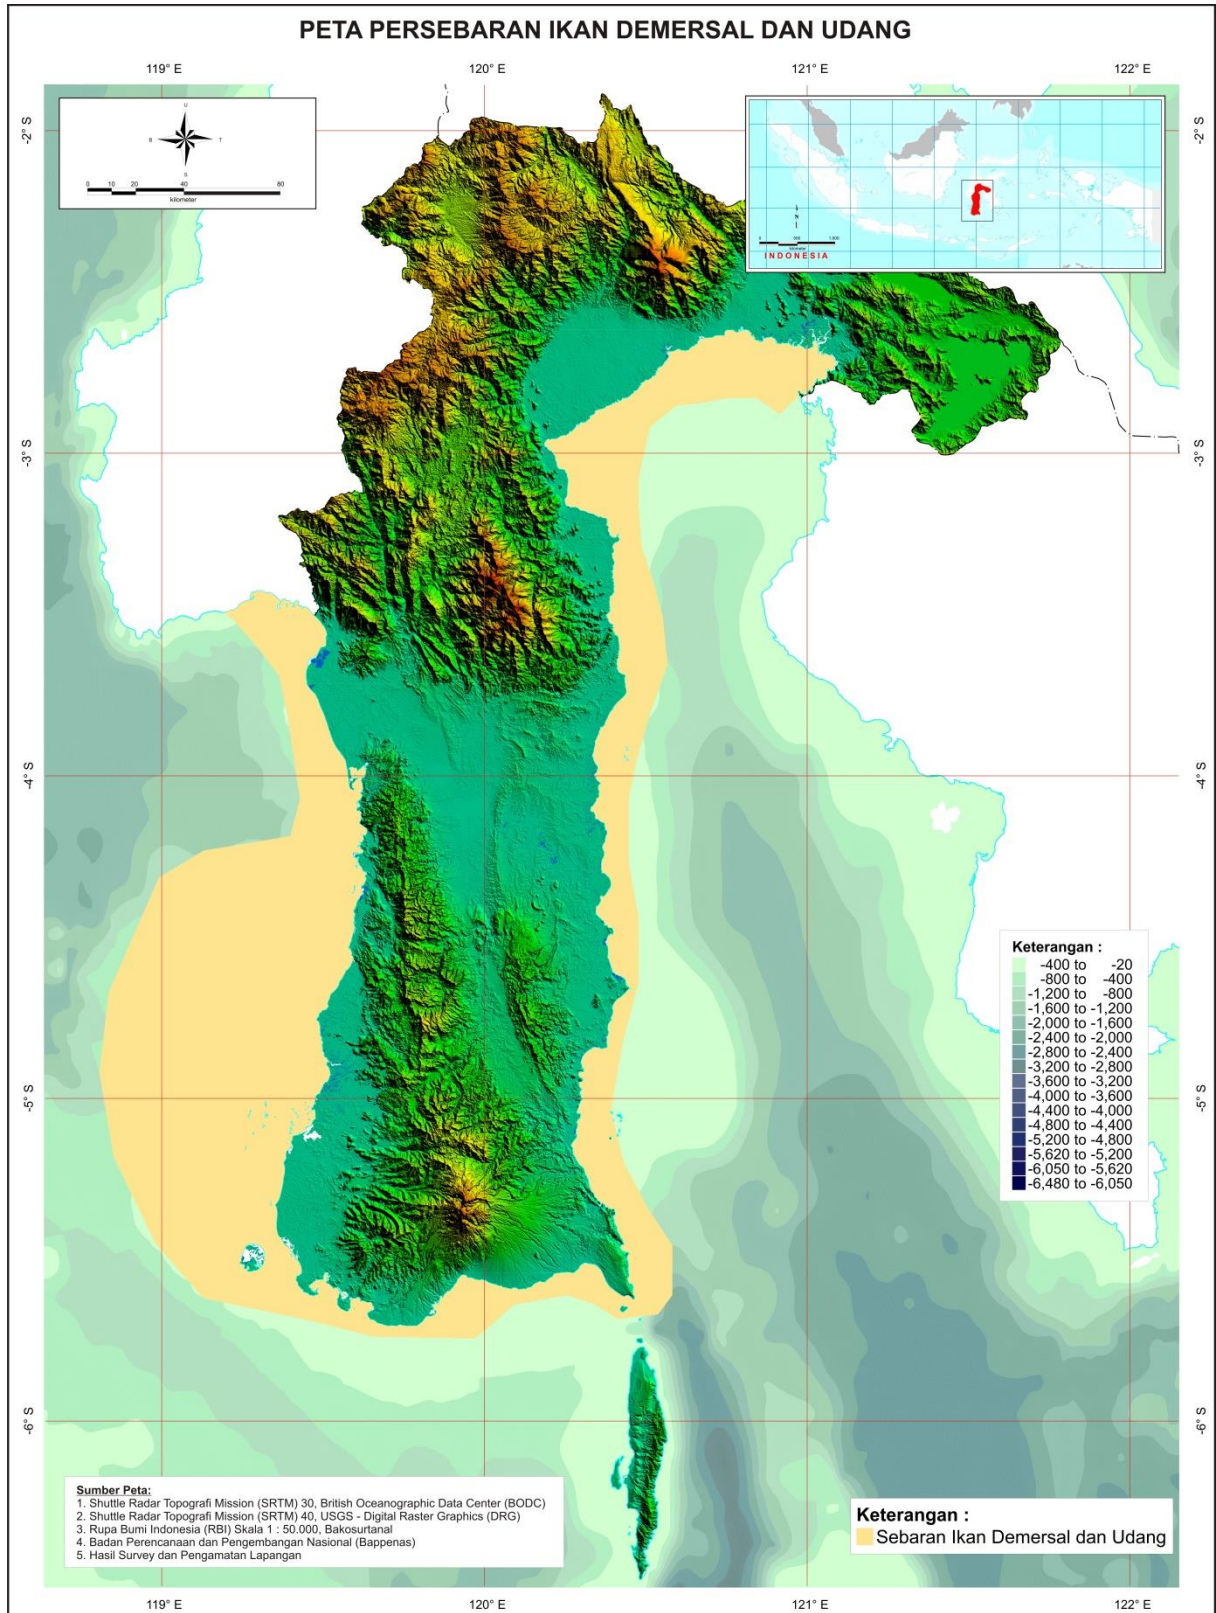 PETA PERSEBARAN IKAN DEMERSAL DAN UDANG
119° E 120° E 121° E 122° E
U
B T
S
0 10 20 40 80
kilometer
INDONESIA
kilometer
-2° S -2° S
-3° S -3° S
-4° S -4° S
Keterangan :
-400 to -20
-800 to -400
-1,200 to -800
-1,600 to -1,200
-2,000 to -1,600
-2,400 to -2,000
-2,800 to -2,400
-3,200 to -2,800
-3,600 to -3,200
-4,000 to -3,600
-4,400 to -4,000
-4,800 to -4,400
-5,200 to -4,800
-5,620 to -5,200
-6,050 to -5,620
-6,480 to -6,050
-5° S -5° S
-6° S -6° S
Sumber Peta:
1. Shuttle Radar Topografi Mission (SRTM) 30, British Oceanographic Data Center (BODC)
2. Shuttle Radar Topografi Mission (SRTM) 40, USGS - Digital Raster Graphics (DRG)
3. Rupa Bumi Indonesia (RBI) Skala 1 : 50.000, Bakosurtanal
4. Badan Perencanaan dan Pengembangan Nasional (Bappenas)
5. Hasil Survey dan Pengamatan Lapangan
Keterangan :
Sebaran Ikan Demersal dan Udang
119° E 120° E 121° E 122° E